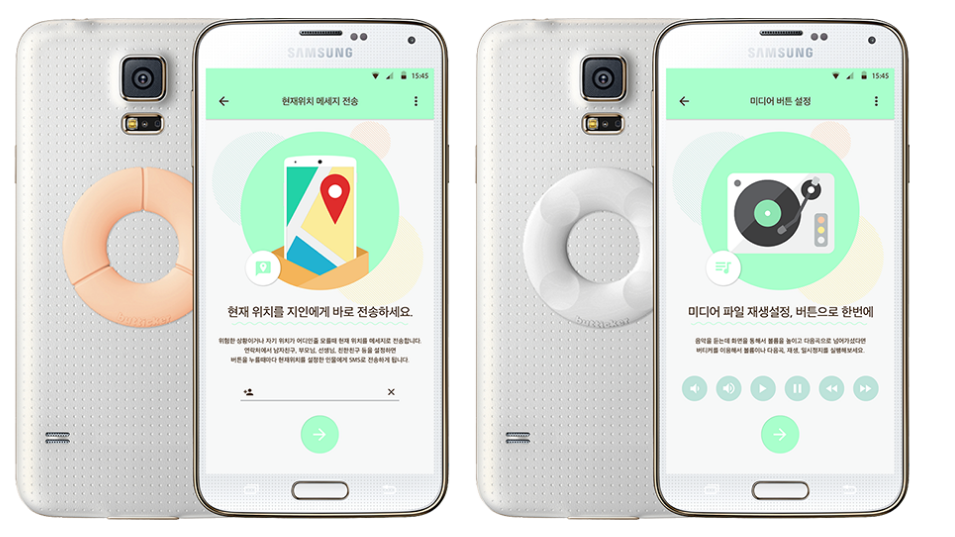 SAMSUNG
15:45
현재위치 메세지 전송
현재 위치를 지인에게 바로 전송하세요.
위험한 상황이거나 자기 위치가 어디인줄 모를때 현재 위치를 메세지로 전송합니다.
연락처에서 남자친구, 부모님, 선생님, 친한친구 등을 설정하면
버튼을 누를때마다 현재위치를 설정한 인물에게 SMS로 전송하게 됩니다.
SAMSUNG
15:45
미디어 버튼 설정
미디어 파일 재생설정, 버튼으로 한번에
음악을 듣는데 화면을 통해서 볼륨을 높이고 다음곡으로 넘어가셨다면
버티커를 이용해서 볼륨이나 다음곡, 재생, 일시정지를 실행해보세요.